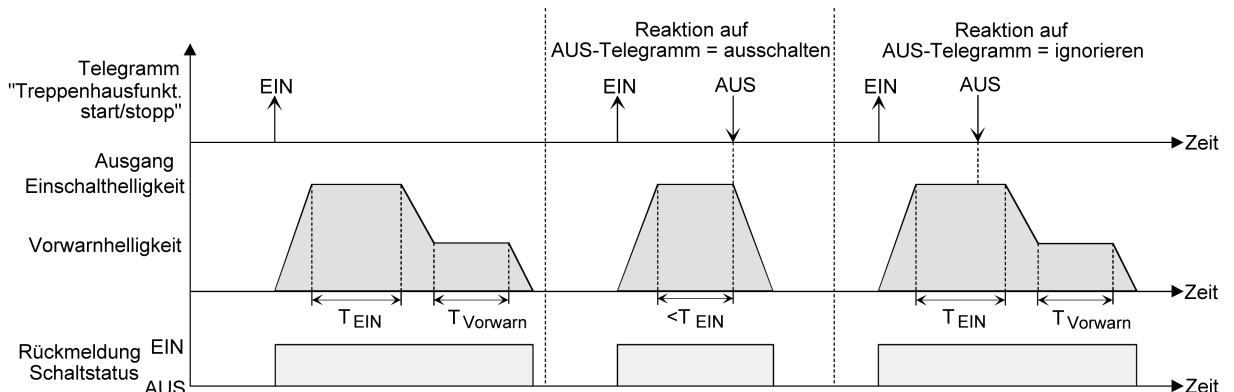 Reaktion auf
AUS-Telegramm = ausschalten
Reaktion auf
AUS-Telegramm = ignorieren
Telegramm
"Treppenhausfunkt.
start/stopp"
EIN
EIN
AUS
EIN
AUS
Zeit
Ausgang
Einschalthelligkeit
Vorwarnhelligkeit
Zeit
T EIN
T Vorwarn
<T EIN
T EIN
T Vorwarn
Rückmeldung
Schaltstatus
EIN
AUS
Zeit